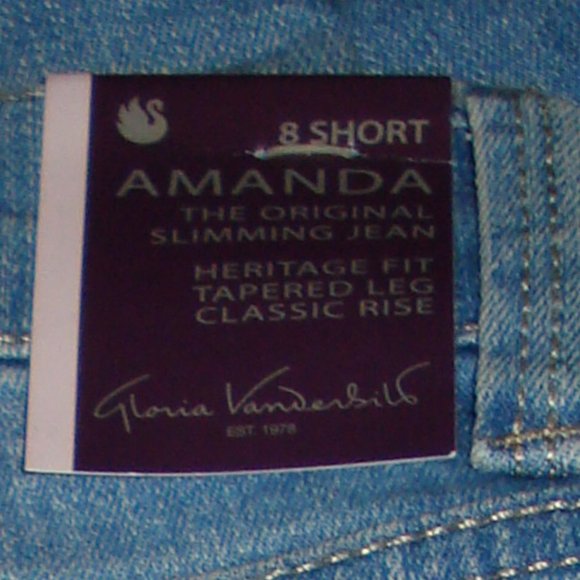 8 SHORT
AMANDA
THE ORIGINAL
SLIMMING JEAN
HERITAGE FIT
TAPERED LEG
CLASSIC RISE
Gloria Vanderbilt
EST. 1978